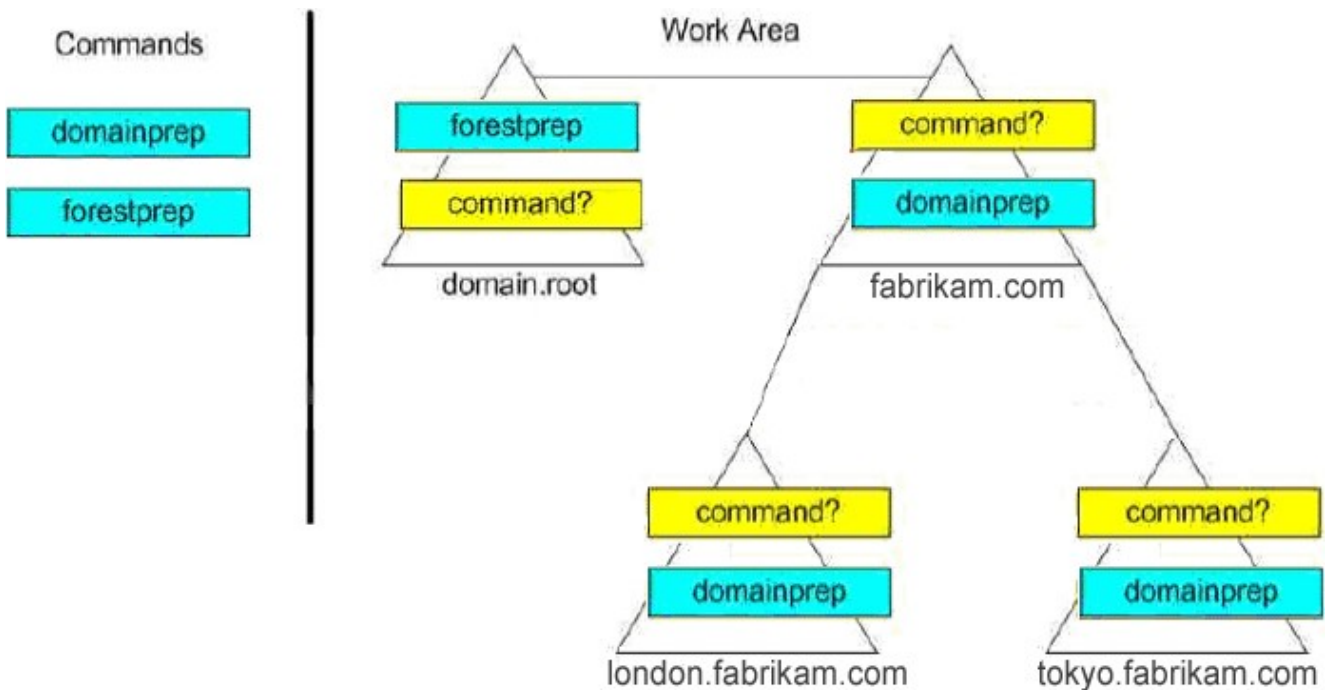 Commands
domainprep
forestprep
Work Area
forestprep
command?
domain.root
command?
domainprep
fabrikam.com
command?
domainprep
london.fabrikam.com
command?
domainprep
tokyo.fabrikam.com